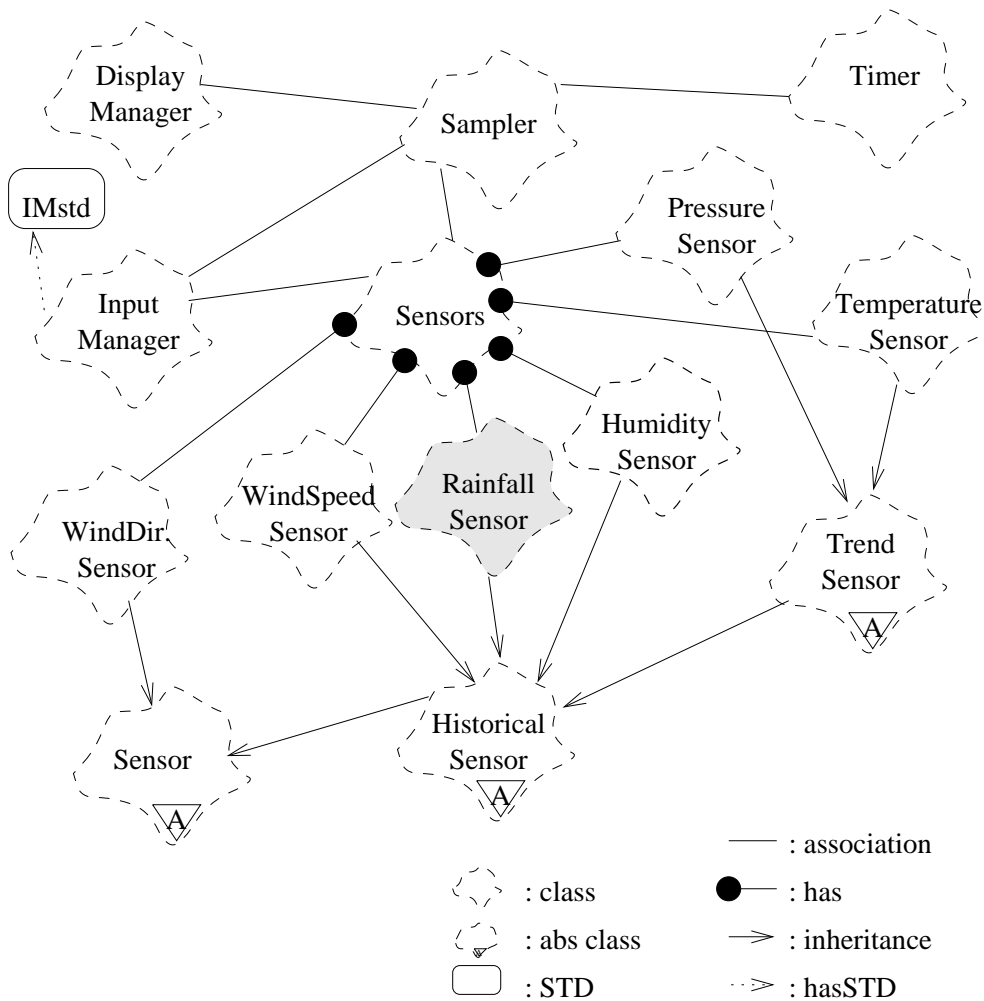 Display
Manager
Sampler
Timer
IMstd
Pressure
Sensor
Input
Manager
Sensors
Temperature
Sensor
Humidity
Sensor
WindSpeed
Sensor
Rainfall
Sensor
WindDir.
Sensor
Trend
Sensor
A
Sensor
A
Historical
Sensor
A
: association
: class
: has
: abs class
: inheritance
: STD
: hasSTD